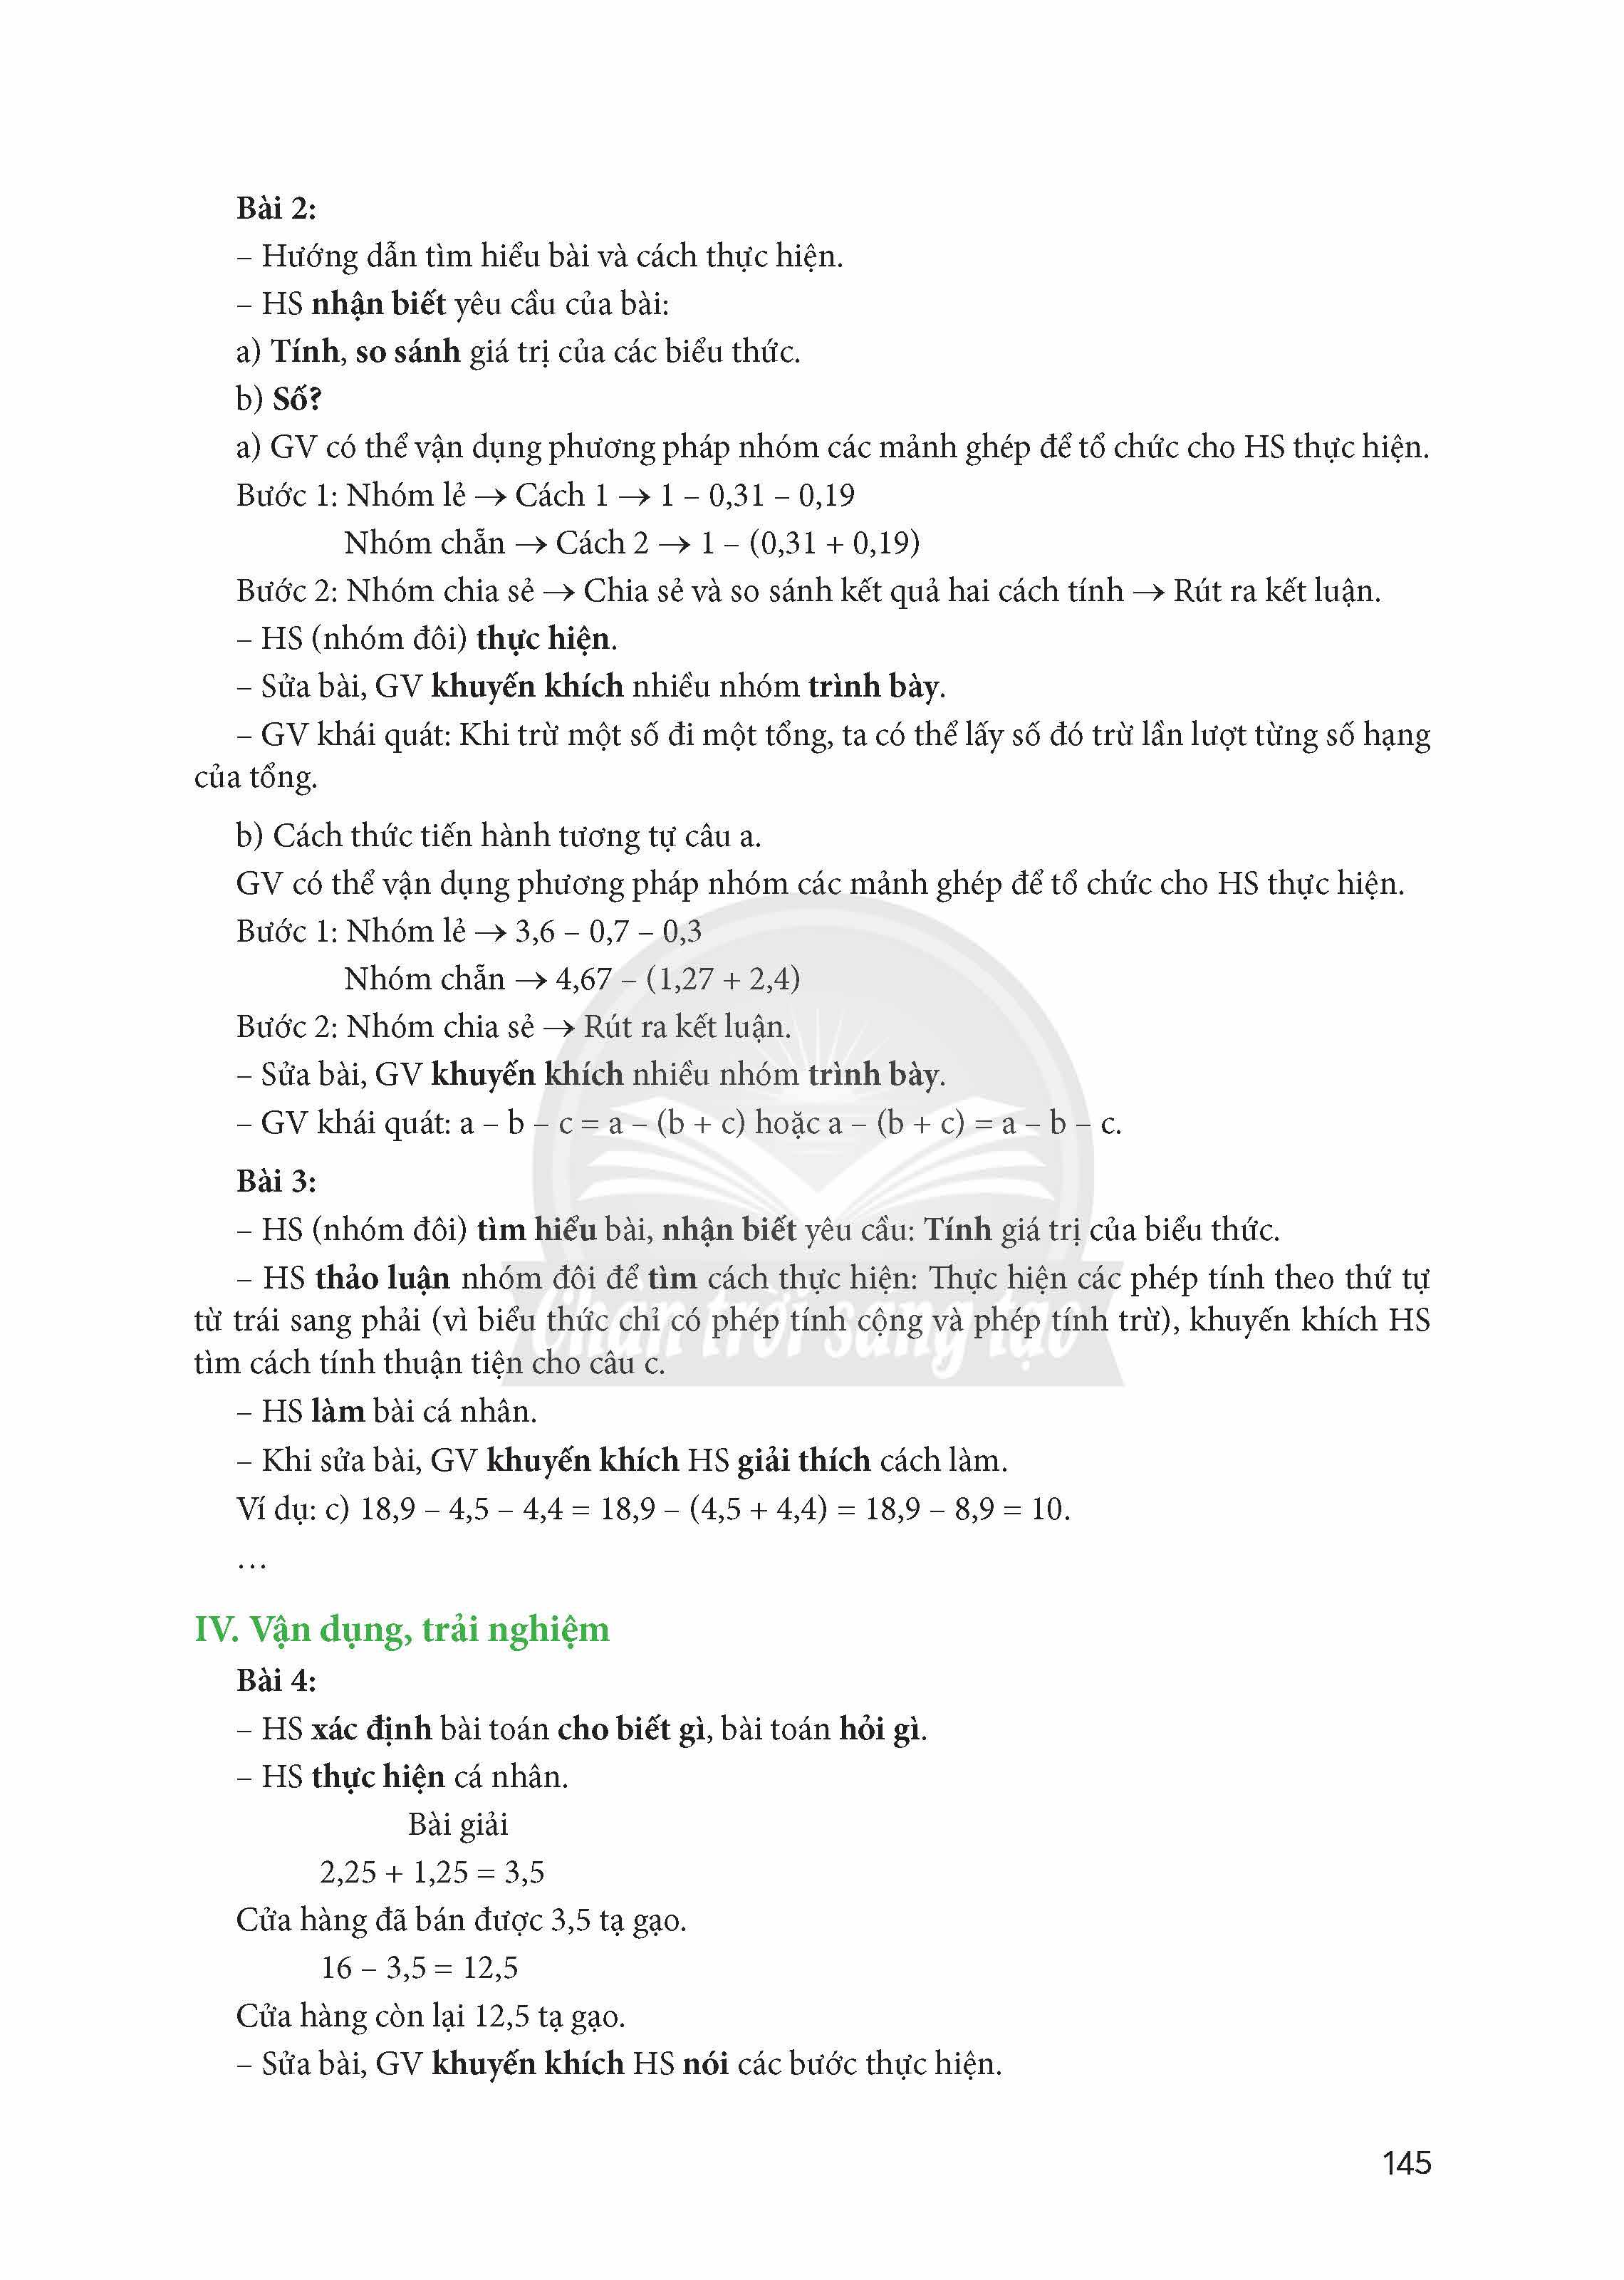 Bài 2:
– Hướng dẫn tìm hiểu bài và cách thực hiện.
– HS nhận biết yêu cầu của bài:
a) Tính, so sánh giá trị của các biểu thức.
b) Số?
a) GV có thể vận dụng phương pháp nhóm các mảnh ghép để tổ chức cho HS thực hiện.
Bước 1: Nhóm lẻ → Cách 1 → 1 – 0,31 – 0,19
Nhóm chẵn → Cách 2 → 1 – (0,31 + 0,19)
Bước 2: Nhóm chia sẻ → Chia sẻ và so sánh kết quả hai cách tính → Rút ra kết luận.
– HS (nhóm đôi) thực hiện.
– Sửa bài, GV khuyến khích nhiều nhóm trình bày.
– GV khái quát: Khi trừ một số đi một tổng, ta có thể lấy số đó trừ lần lượt từng số hạng
của tổng.
b) Cách thức tiến hành tương tự câu a.
GV có thể vận dụng phương pháp nhóm các mảnh ghép để tổ chức cho HS thực hiện.
Bước 1: Nhóm lẻ → 3,6 – 0,7 – 0,3
Nhóm chẵn → 4,67 – (1,27 + 2,4)
Bước 2: Nhóm chia sẻ → Rút ra kết luận.
– Sửa bài, GV khuyến khích nhiều nhóm trình bày.
– GV khái quát: a – b – c = a – (b + c) hoặc a – (b + c) = a – b – c.
Bài 3:
– HS (nhóm đôi) tìm hiểu bài, nhận biết yêu cầu: Tính giá trị của biểu thức.
– HS thảo luận nhóm đôi để tìm cách thực hiện: Thực hiện các phép tính theo thứ tự
từ trái sang phải (vì biểu thức chỉ có phép tính cộng và phép tính trừ), khuyến khích HS
tìm cách tính thuận tiện cho câu c.
Chân trời sáng tạo
– HS làm bài cá nhân.
– Khi sửa bài, GV khuyến khích HS giải thích cách làm.
Ví dụ: c) 18,9 – 4,5 – 4,4 = 18,9 – (4,5 + 4,4) = 18,9 – 8,9 = 10.
…
IV. Vận dụng, trải nghiệm
Bài 4:
– HS xác định bài toán cho biết gì, bài toán hỏi gì.
– HS thực hiện cá nhân.
Bài giải
2,25 + 1,25 = 3,5
Cửa hàng đã bán được 3,5 tạ gạo.
16 – 3,5 = 12,5
Cửa hàng còn lại 12,5 tạ gạo.
– Sửa bài, GV khuyến khích HS nói các bước thực hiện.
145